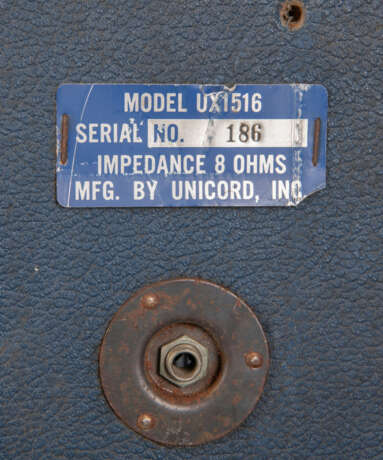 MODEL UX1516
SERIAL NO. 186
IMPEDANCE 8 OHMS
MFG. BY UNICORD, INC